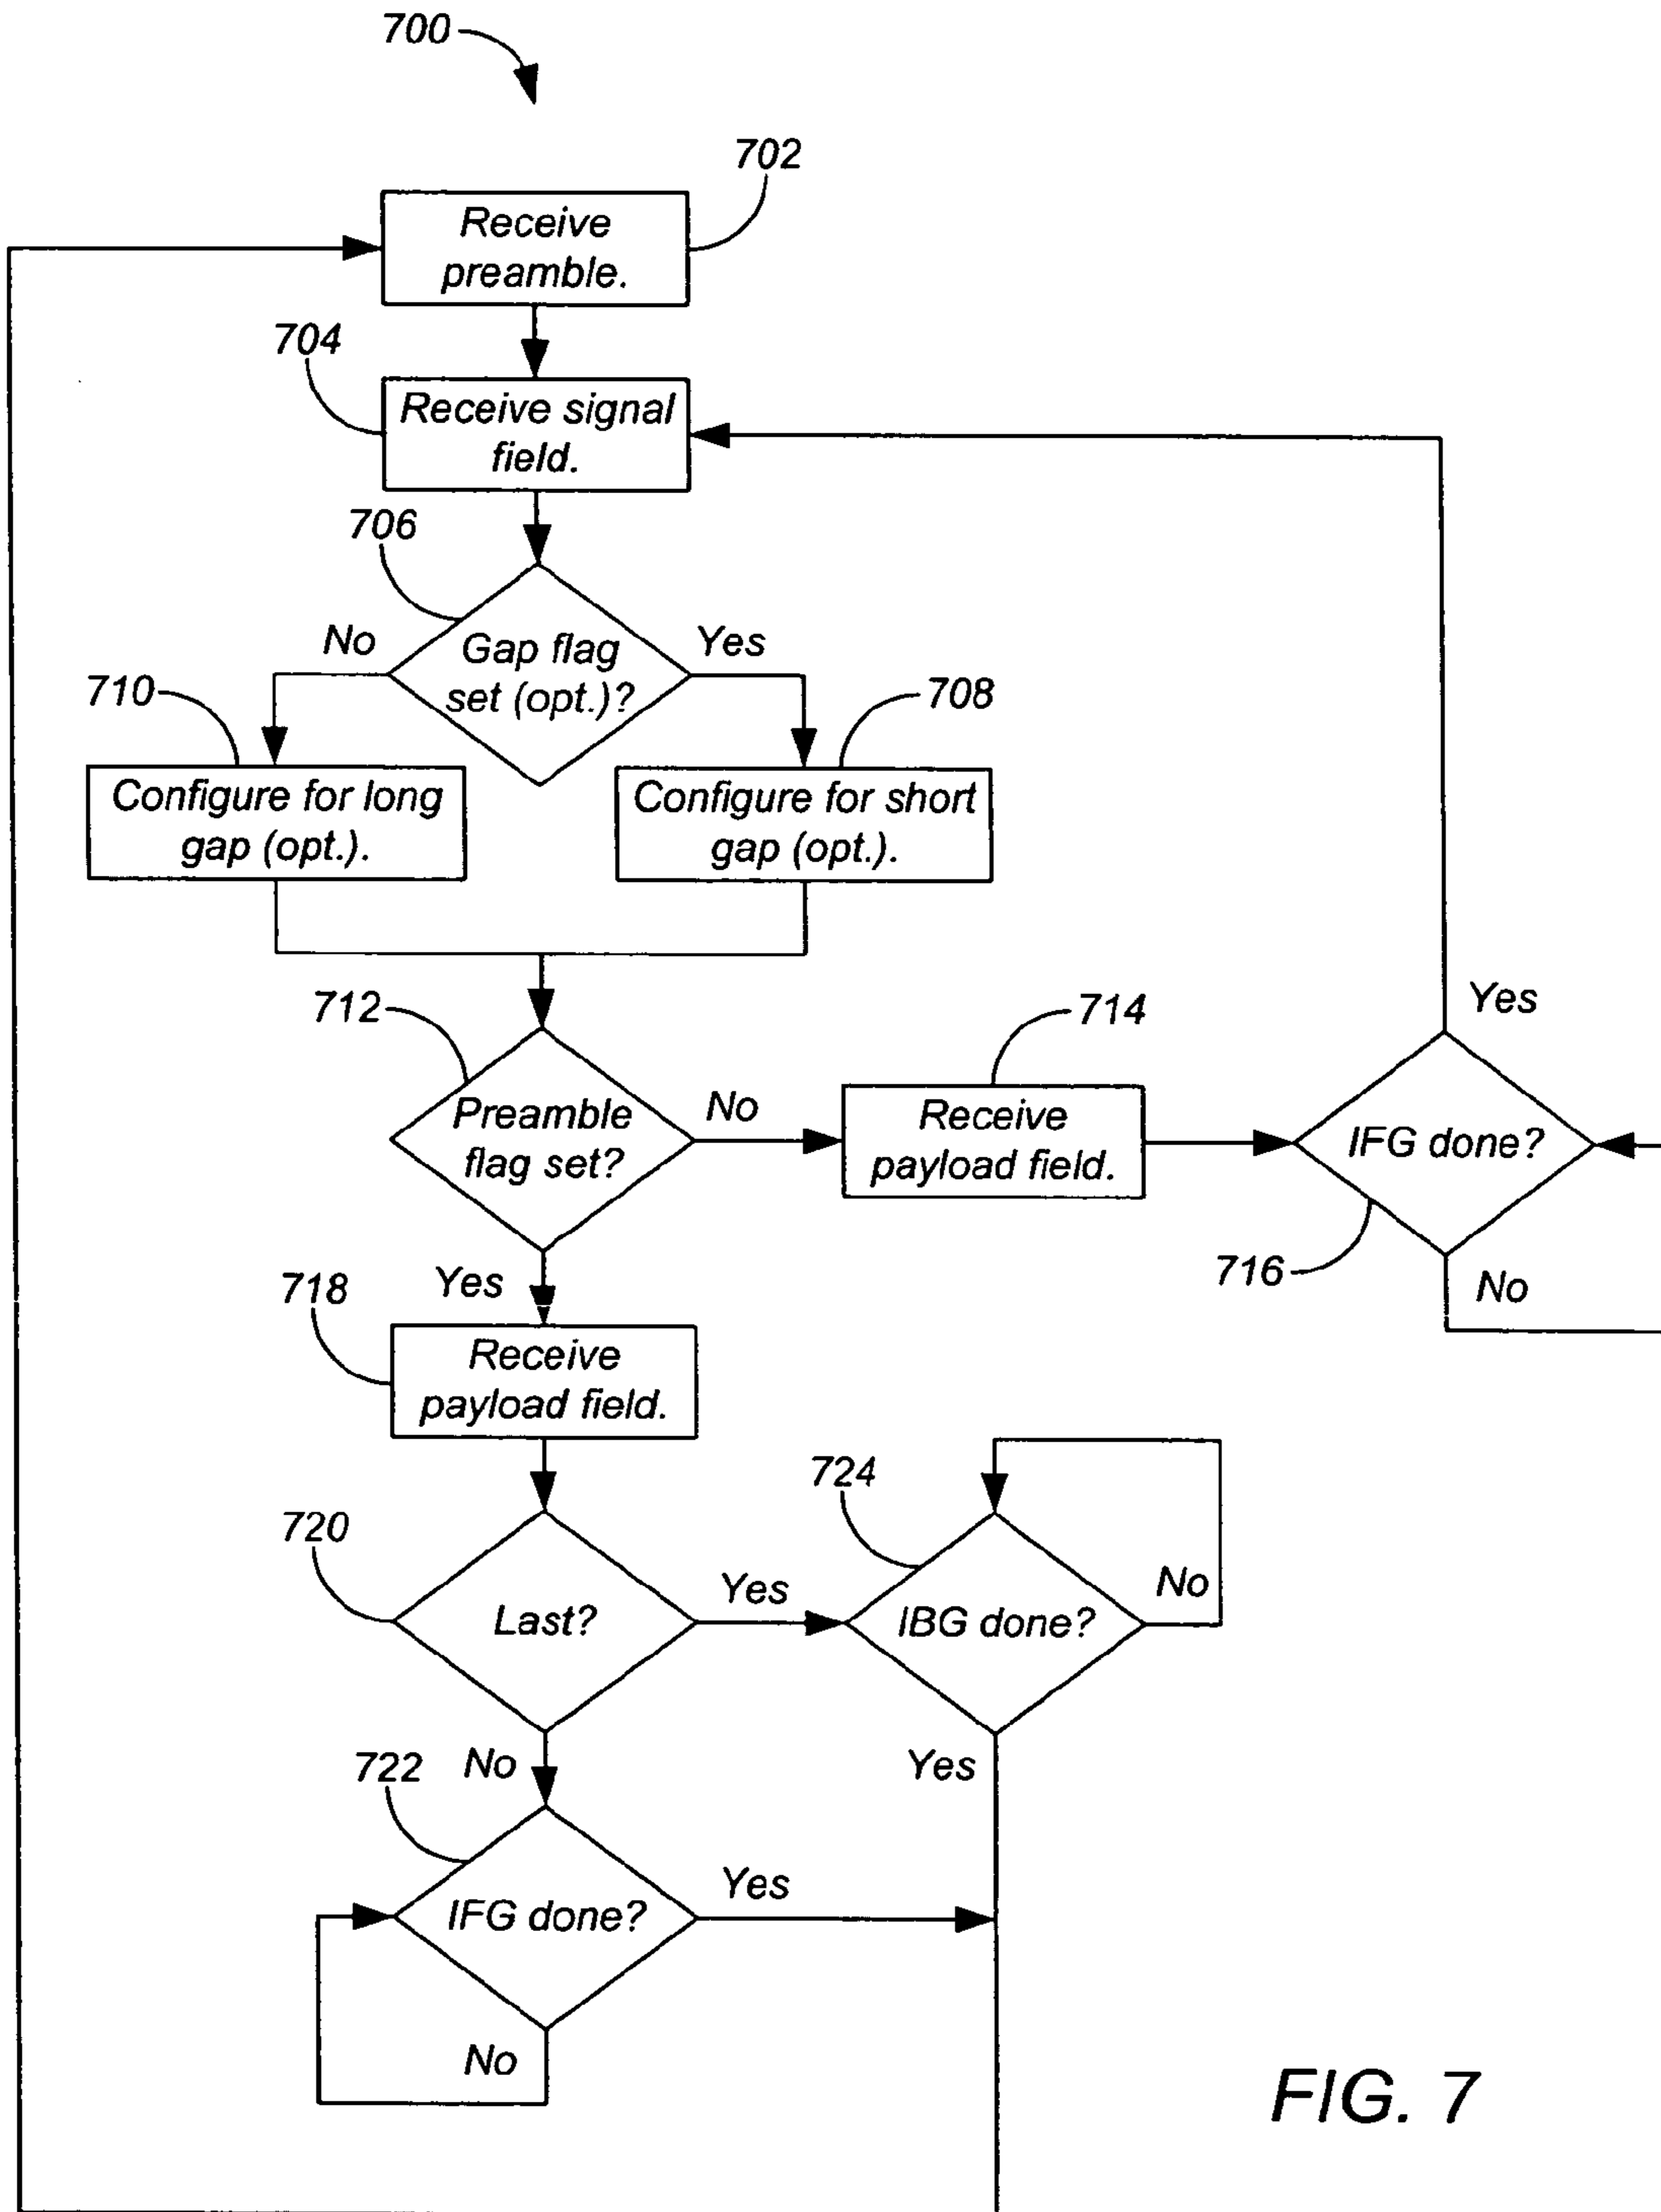 700
702
Receive
preamble.
704
Receive signal
field.
706
No
Gap flag
set (opt.)?
Yes
710
708
Configure for long
gap (opt.).
Configure for short
gap (opt.).
712
714
Yes
Preamble
flag set?
No
Receive
payload field.
IFG done?
716
No
718
Yes
Receive
payload field.
720
724
Last?
Yes
IBG done?
No
722
No
Yes
IFG done?
Yes
No
FIG. 7